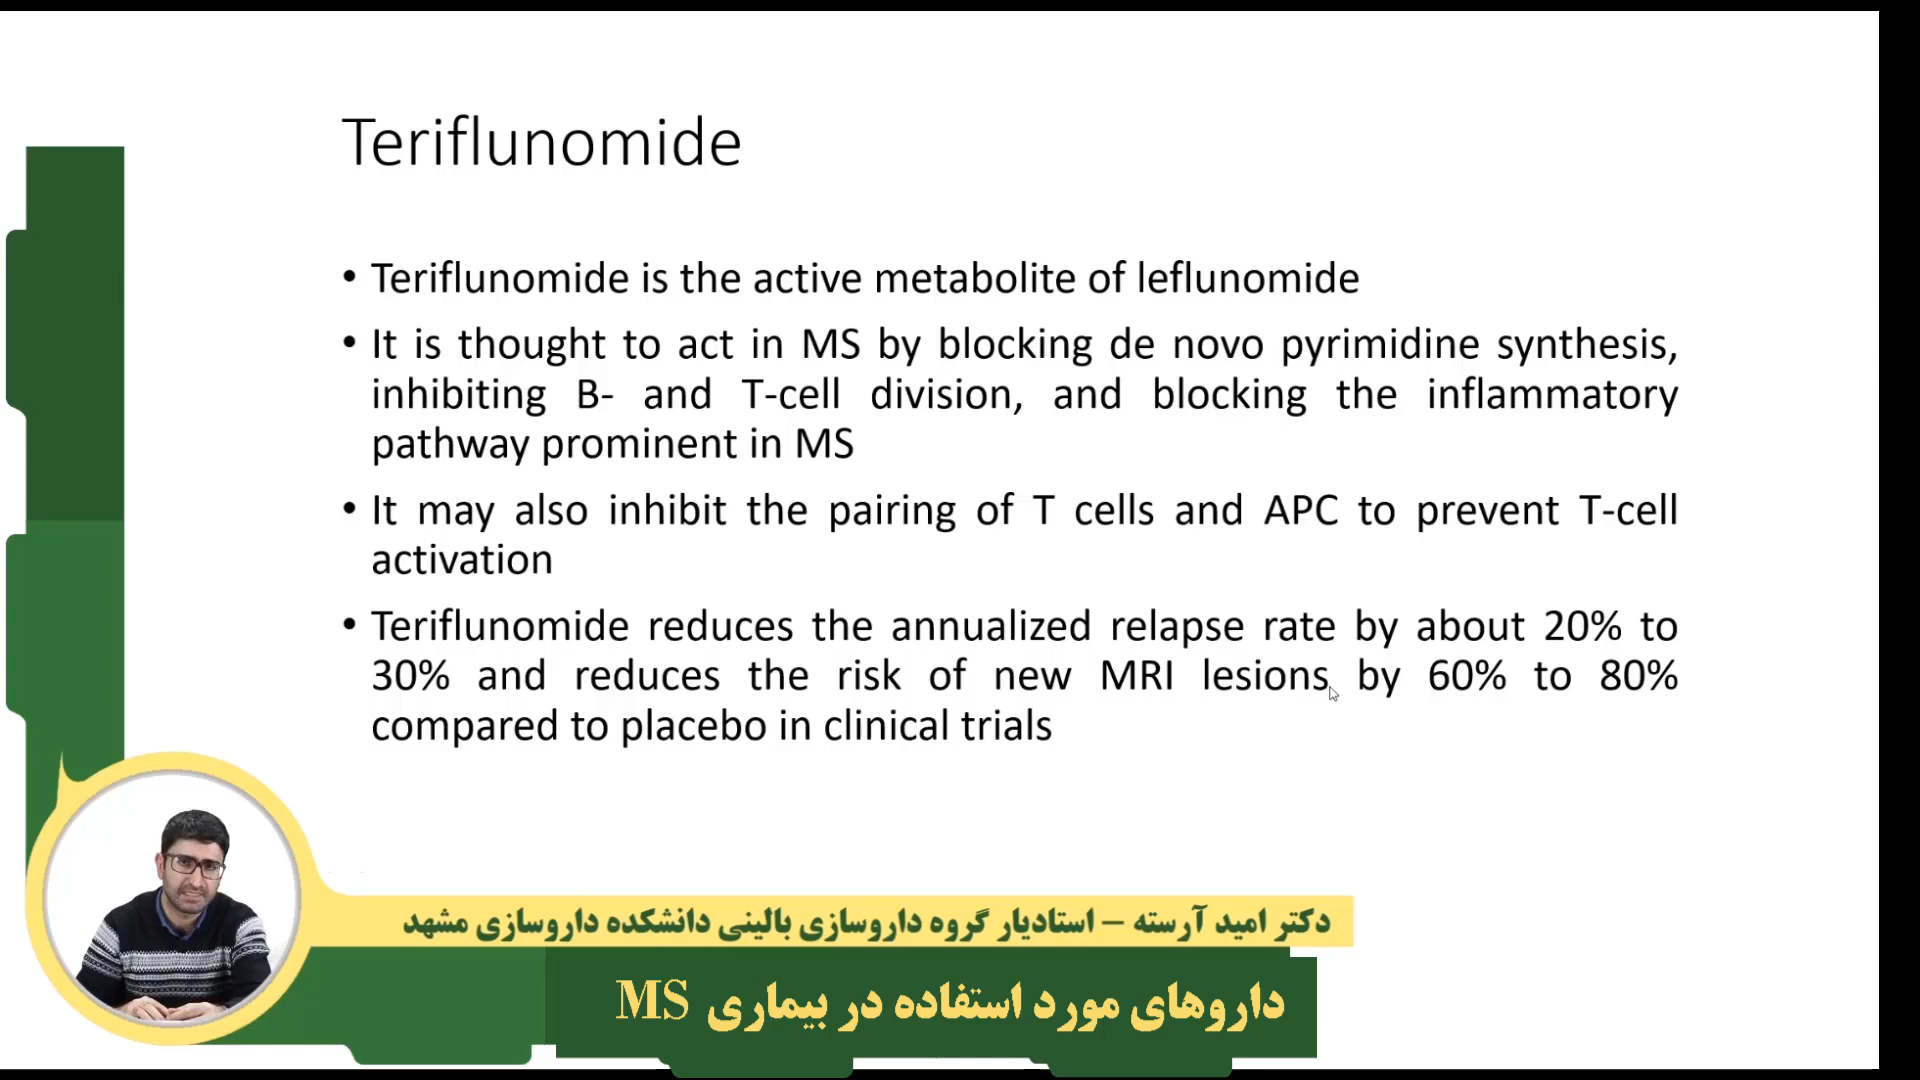 Teriflunomide
• Teriflunomide is the active metabolite of leflunomide
• It is thought to act in MS by blocking de novo pyrimidine synthesis,
inhibiting B- and T-cell division, and blocking the inflammatory
pathway prominent in MS
• It may also inhibit the pairing of T cells and APC to prevent T-cell
activation
• Teriflunomide reduces the annualized relapse rate by about 20% to
30% and reduces the risk of new MRI lesions by 60% to 80%
compared to placebo in clinical trials
دکتر امید آرسته – استادیار گروه داروسازی بالینی دانشکده داروسازی مشهد
داروهای مورد استفاده در بیماری MS